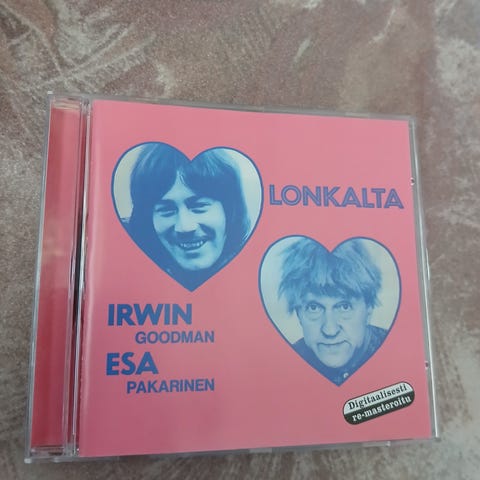 LONKALTA
IRWIN
GOODMAN
ESA
PAKARINEN
Digitaalisesti
re-masteroitu